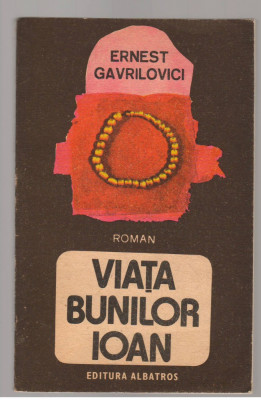 ERNEST
GAVRILOVICI
ROMAN
VIAȚA
BUNILOR
IOAN
EDITURA ALBATROS